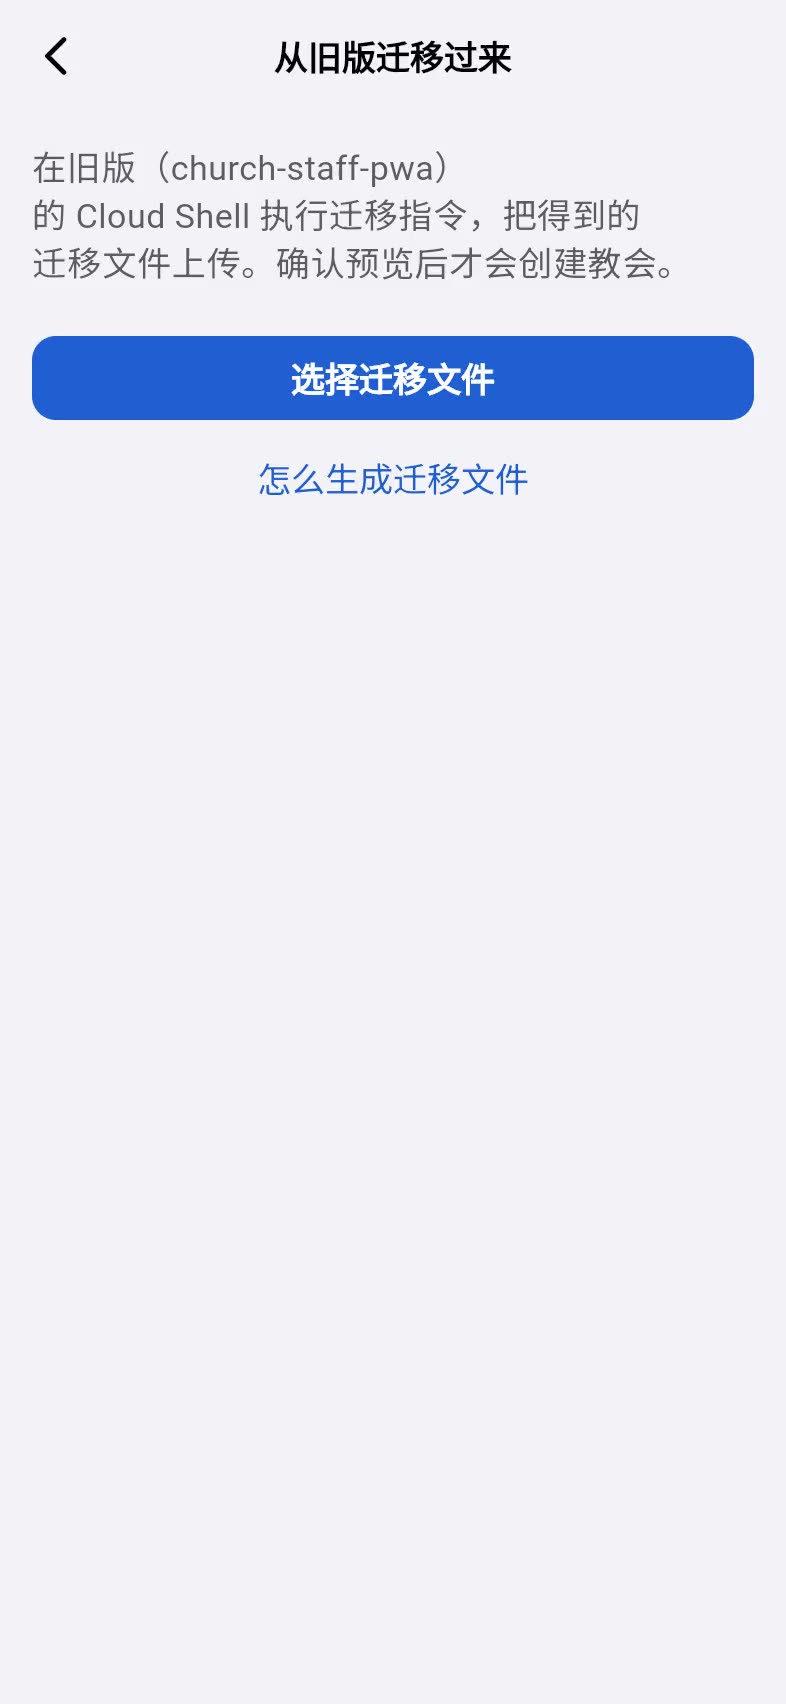 从旧版迁移过来
在旧版（church-staff-pwa）
的 Cloud Shell 执行迁移指令，把得到的
迁移文件上传。确认预览后才会创建教会。
选择迁移文件
怎么生成迁移文件